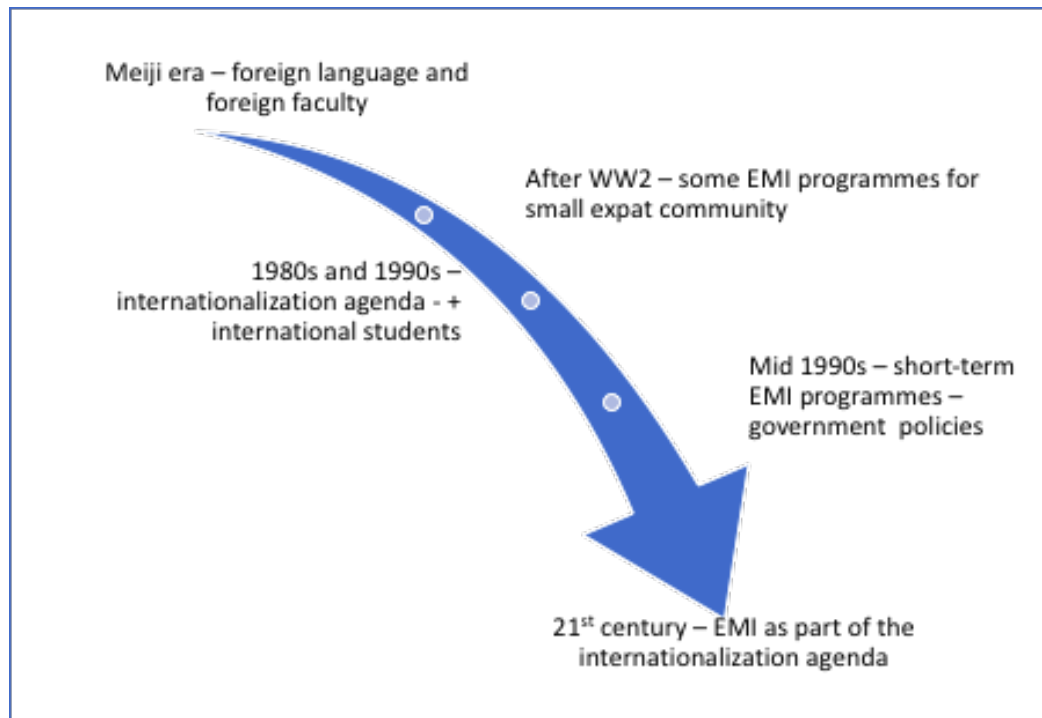 Meiji era – foreign language and
foreign faculty
After WW2 – some EMI programmes for
small expat community
1980s and 1990s –
internationalization agenda - +
international students
Mid 1990s – short-term
EMI programmes –
government policies
21st century – EMI as part of the
internationalization agenda